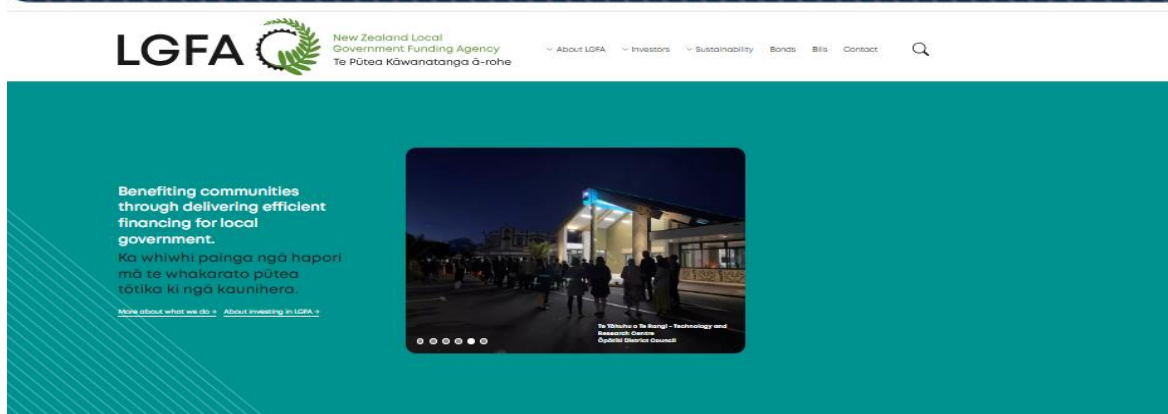 LGFA
New Zealand Local
Government Funding Agency
Te Pūtea Kāwanatanga ā-rohe
About LGFA Investors Sustainability Bonds Bills Contact
Benefiting communities
through delivering efficient
financing for local
government.
Ka whiwhi painga ngā hapori
mā te whakarato pūtea
tōtika ki ngā kaunihera.
More about what we do → About investing in LGFA →
Te Tāhuhu o Te Rangi - Technology and
Research Centre
Ōpōtiki District Council